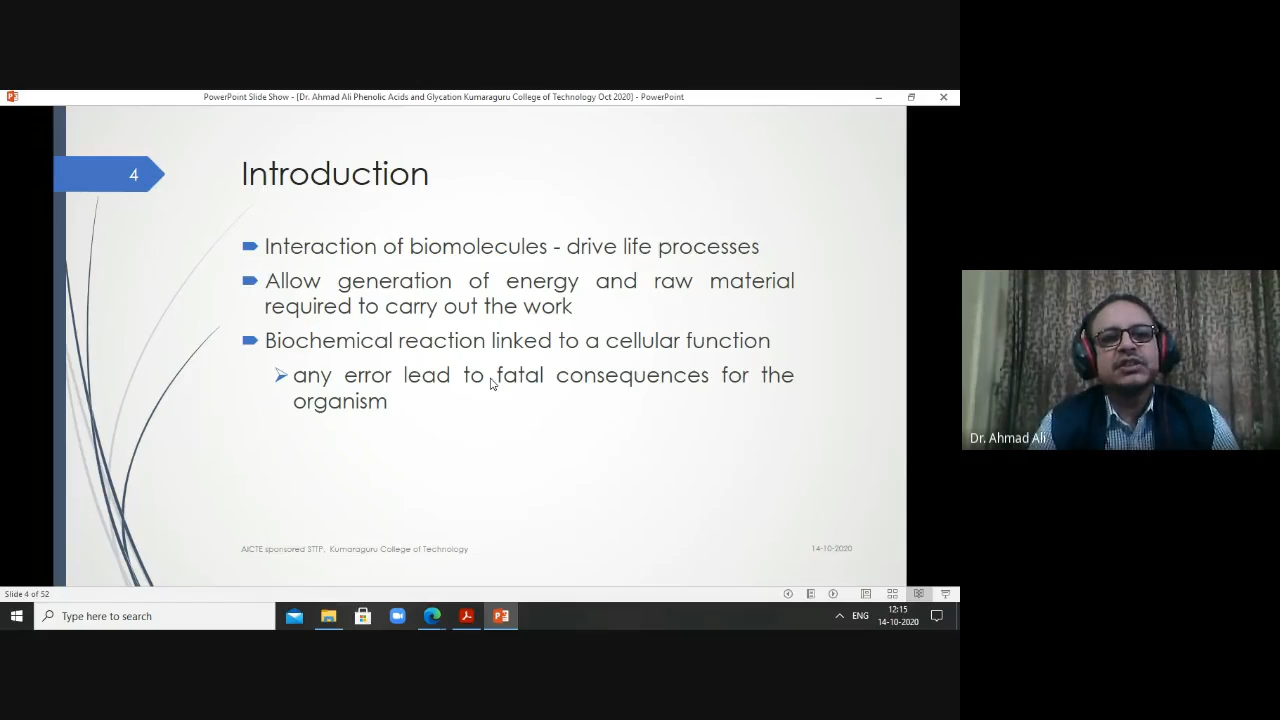 PowerPoint Slide Show - [Dr. Ahmad Ali Phenolic Acids and Glycation Kumaraguru College of Technology Oct 2020] - PowerPoint
4
Introduction
Interaction of biomolecules - drive life processes
Allow generation of energy and raw material
required to carry out the work
Biochemical reaction linked to a cellular function
any error lead to fatal consequences for the
organism
Dr. Ahmad Ali
AICTE sponsored STTP, Kumaraguru College of Technology
14-10-2020
Slide 4 of 52
Type here to search
ENG
12:15
14-10-2020